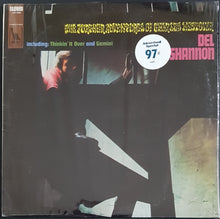 THE FURTHER ADVENTURES OF CHARLES WESTOVER
including: Thinkin' It Over and Gemini
97¢
DEL
SHANNON